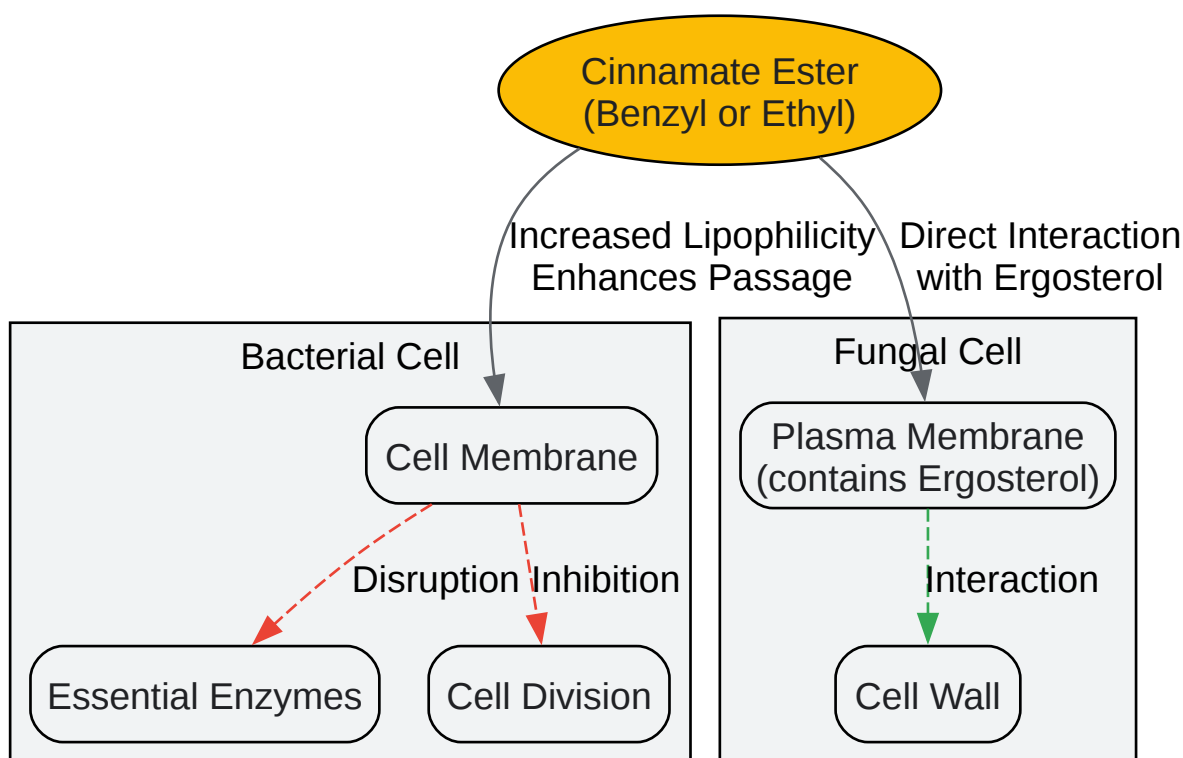 Cinnamate Ester
(Benzyl or Ethyl)
Increased Lipophilicity
Enhances Passage
Direct Interaction
with Ergosterol
Bacterial Cell
Fungal Cell
Cell Membrane
Plasma Membrane
(contains Ergosterol)
Disruption
Inhibition
Interaction
Essential Enzymes
Cell Division
Cell Wall